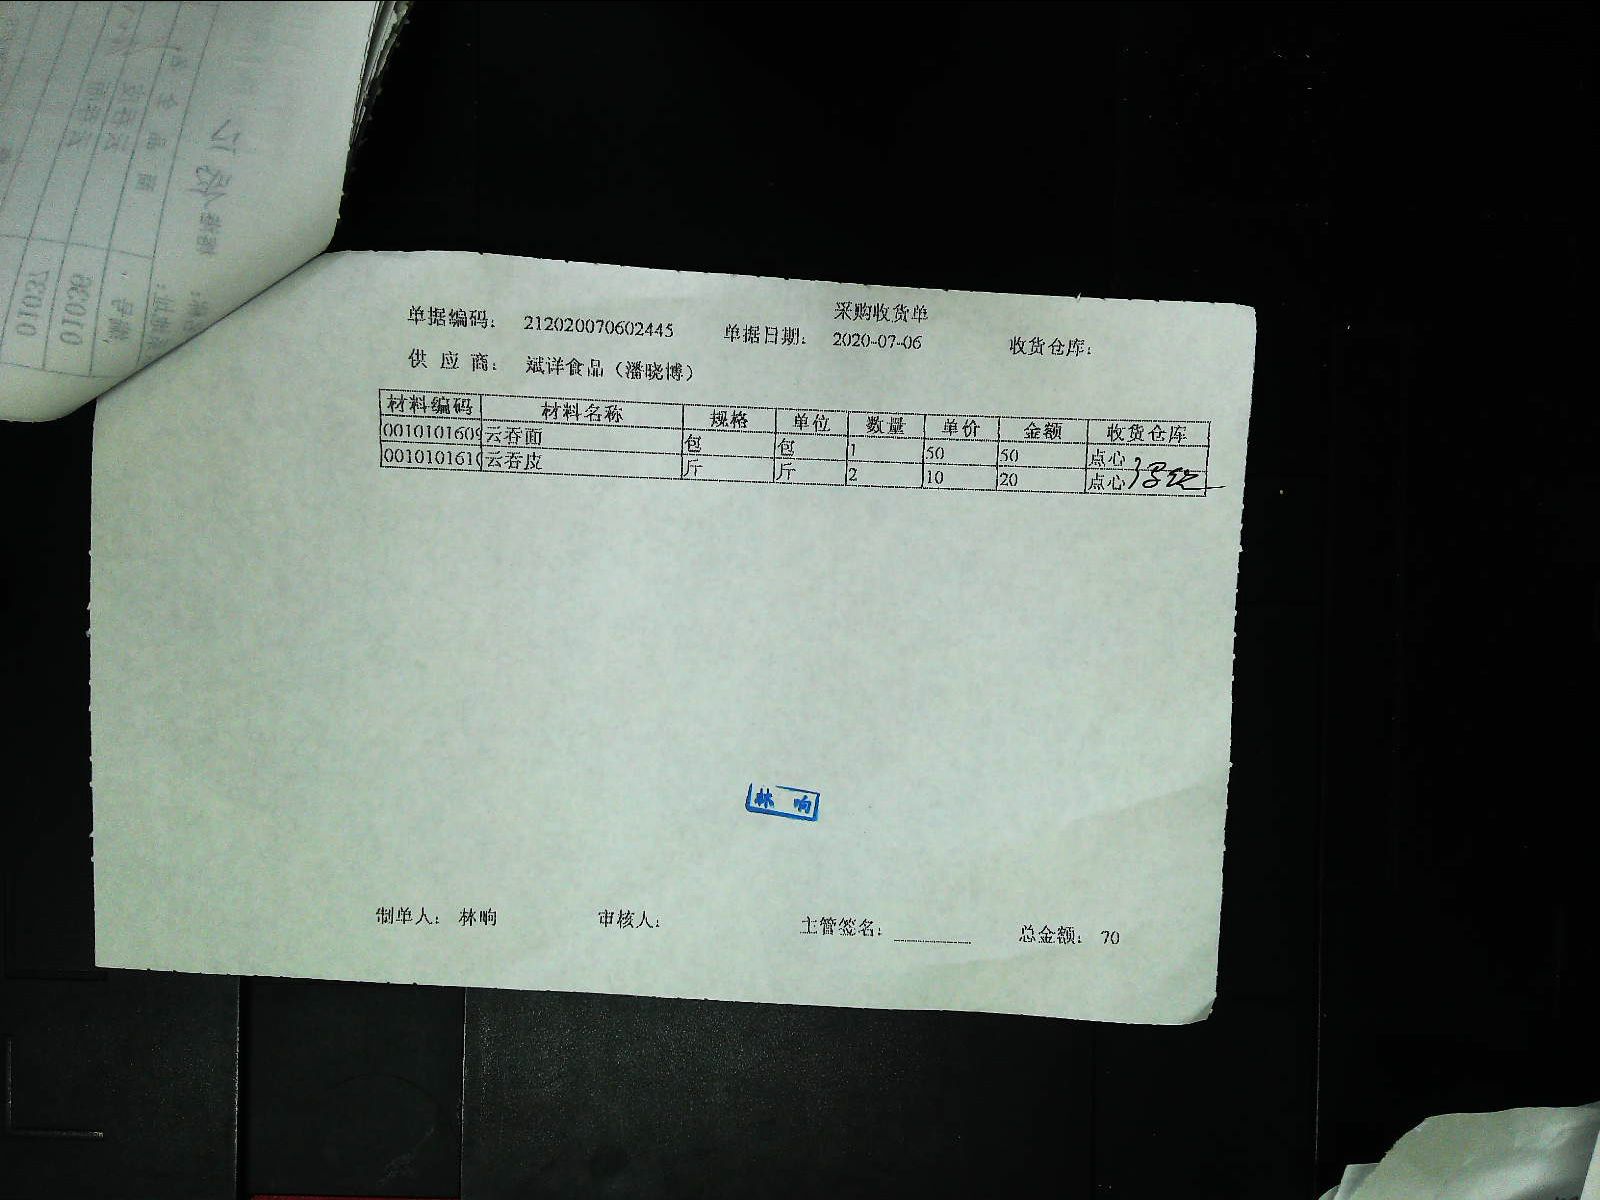 采购收货单
单据编码： 212020070602445 单据日期： 2020-07-06 收货仓库：
供 应 商： 斌详食品（潘晓博）
材料编码 材料名称 规格 单位 数量 单价 金额 收货仓库
0010101609 云吞面 包 包 1 50 50 点心
0010101610 云吞皮 斤 斤 2 10 20 点心
林 响
制单人： 林响 审核人： 主管签名： 总金额： 70